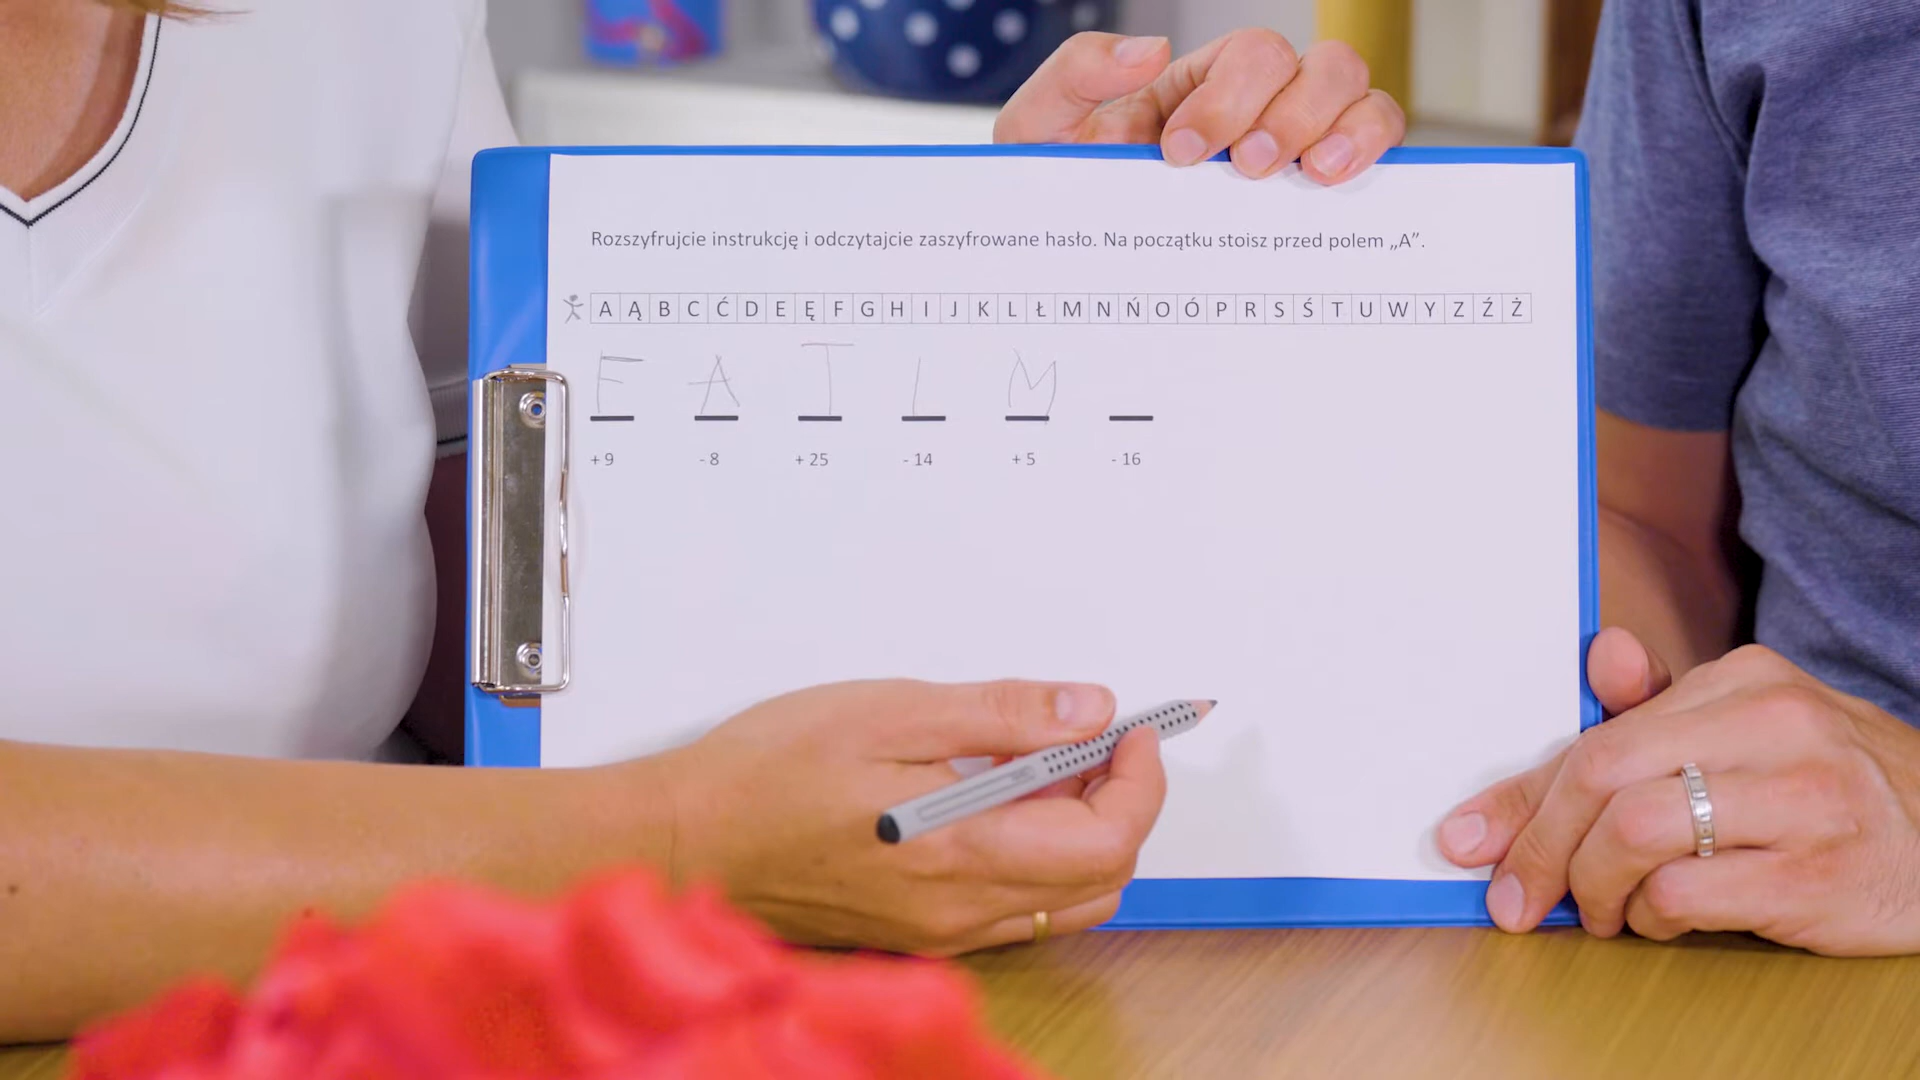 Rozszyfrujcie instrukcję i odczytajcie zaszyfrowane hasło. Na początku stoisz przed polem „A”.
A Ą B C Ć D E Ę F G H I J K L Ł M N Ń O Ó P R S Ś T U W Y Z Ź Ż
F A T I M
+ 9 - 8 + 25 - 14 + 5 - 16